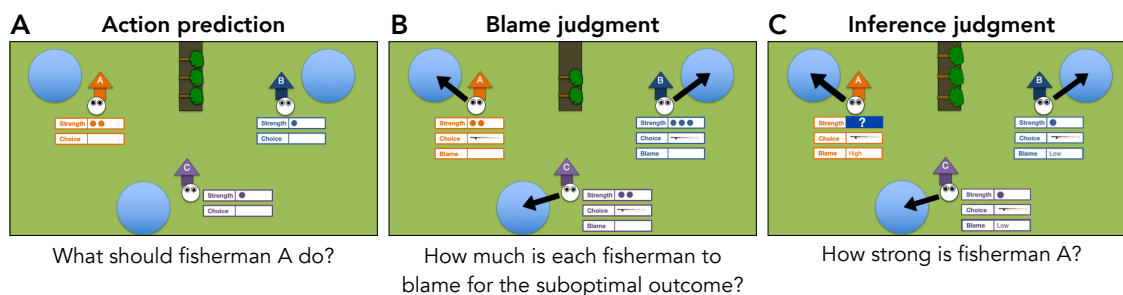 A Action prediction
A
B
Strength
Choice
Strength
Choice
C
Strength
Choice
What should fisherman A do?
B Blame judgment
A
B
Strength
Choice
Blame
Strength
Choice
Blame
C
Strength
Choice
Blame
How much is each fisherman to
blame for the suboptimal outcome?
C Inference judgment
A
B
Strength ?
Choice
Blame High
Strength
Choice
Blame Low
C
Strength
Choice
Blame Low
How strong is fisherman A?